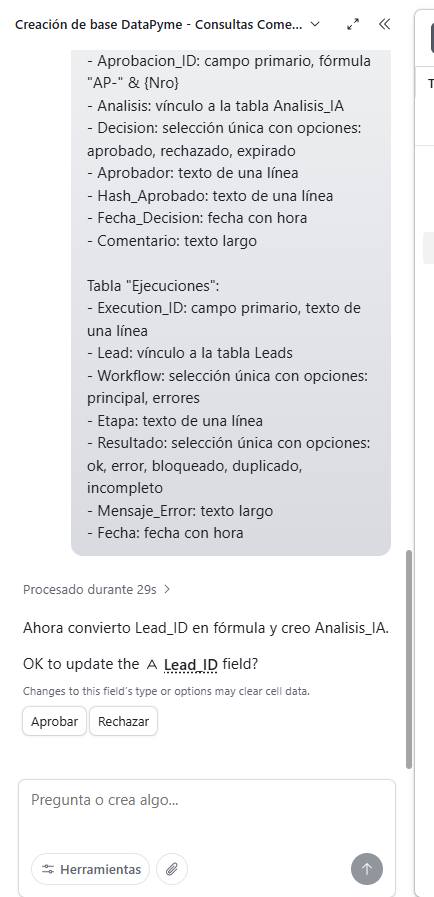 Creación de base DataPyme - Consultas Come...
- Aprobacion_ID: campo primario, fórmula
"AP-" & {Nro}
- Analisis: vínculo a la tabla Analisis_IA
- Decision: selección única con opciones:
aprobado, rechazado, expirado
- Aprobador: texto de una línea
- Hash_Aprobado: texto de una línea
- Fecha_Decision: fecha con hora
- Comentario: texto largo
Tabla "Ejecuciones":
- Execution_ID: campo primario, texto de
una línea
- Lead: vínculo a la tabla Leads
- Workflow: selección única con opciones:
principal, errores
- Etapa: texto de una línea
- Resultado: selección única con opciones:
ok, error, bloqueado, duplicado,
incompleto
- Mensaje_Error: texto largo
- Fecha: fecha con hora
Procesado durante 29s
Ahora convierto Lead_ID en fórmula y creo Analisis_IA.
OK to update the A Lead_ID field?
Changes to this field's type or options may clear cell data.
Aprobar Rechazar
Pregunta o crea algo...
Herramientas